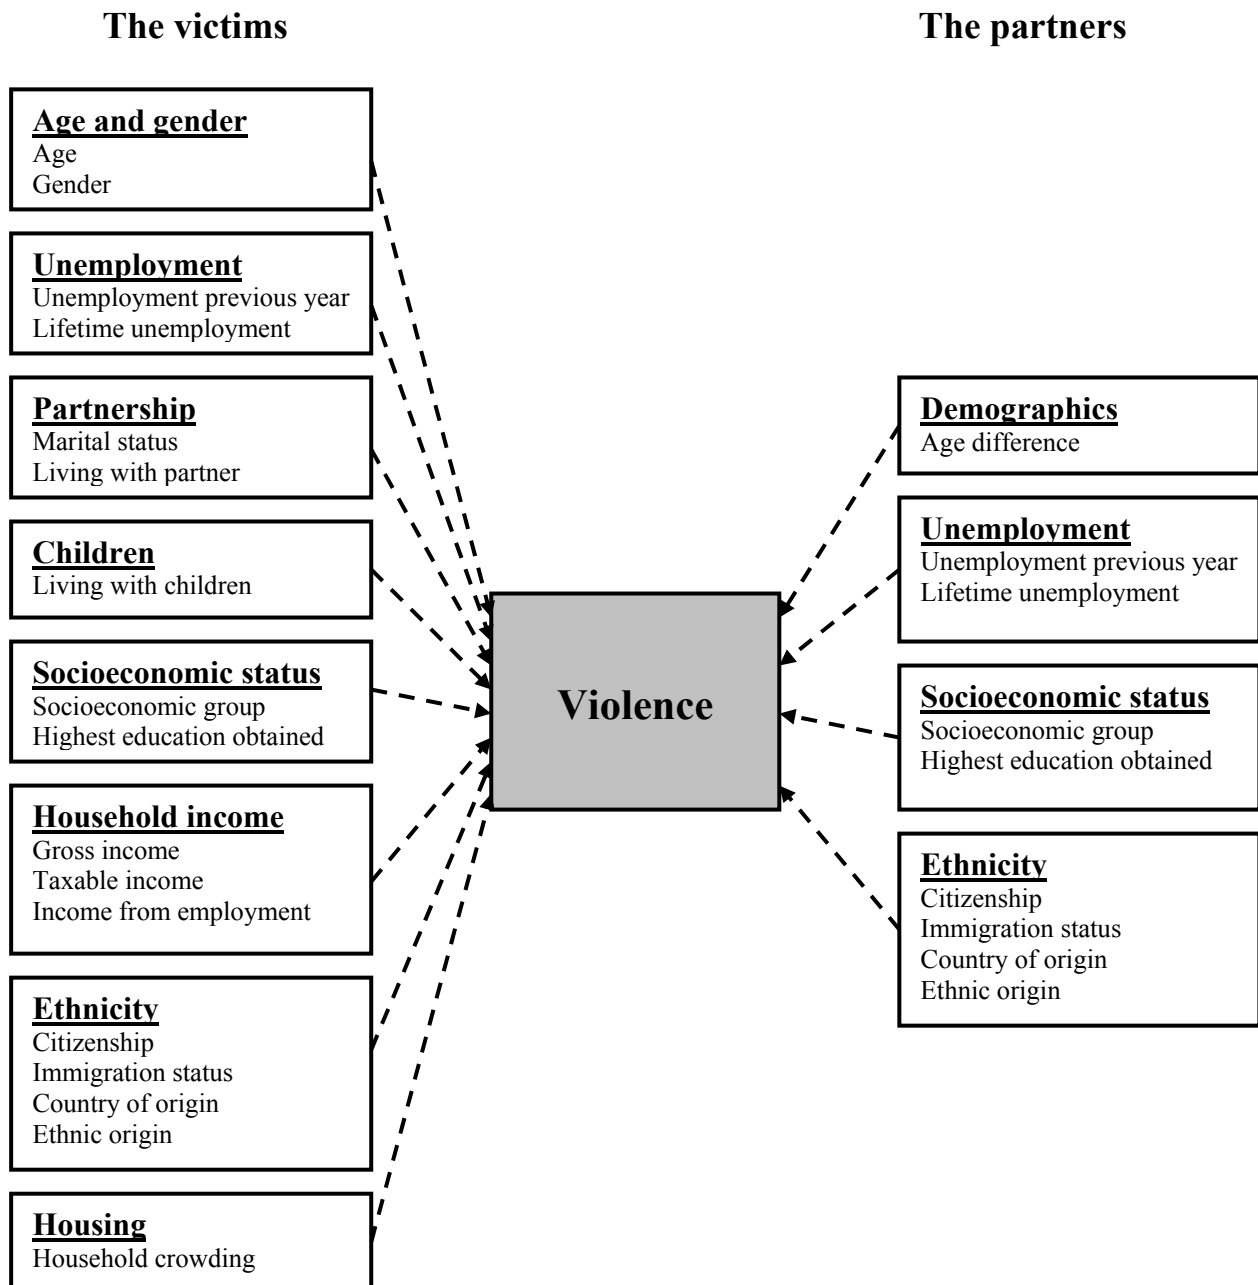 The victims
Age and gender
Age
Gender
Unemployment
Unemployment previous year
Lifetime unemployment
Partnership
Marital status
Living with partner
Children
Living with children
Socioeconomic status
Socioeconomic group
Highest education obtained
Household income
Gross income
Taxable income
Income from employment
Ethnicity
Citizenship
Immigration status
Country of origin
Ethnic origin
Housing
Household crowding
Violence
The partners
Demographics
Age difference
Unemployment
Unemployment previous year
Lifetime unemployment
Socioeconomic status
Socioeconomic group
Highest education obtained
Ethnicity
Citizenship
Immigration status
Country of origin
Ethnic origin